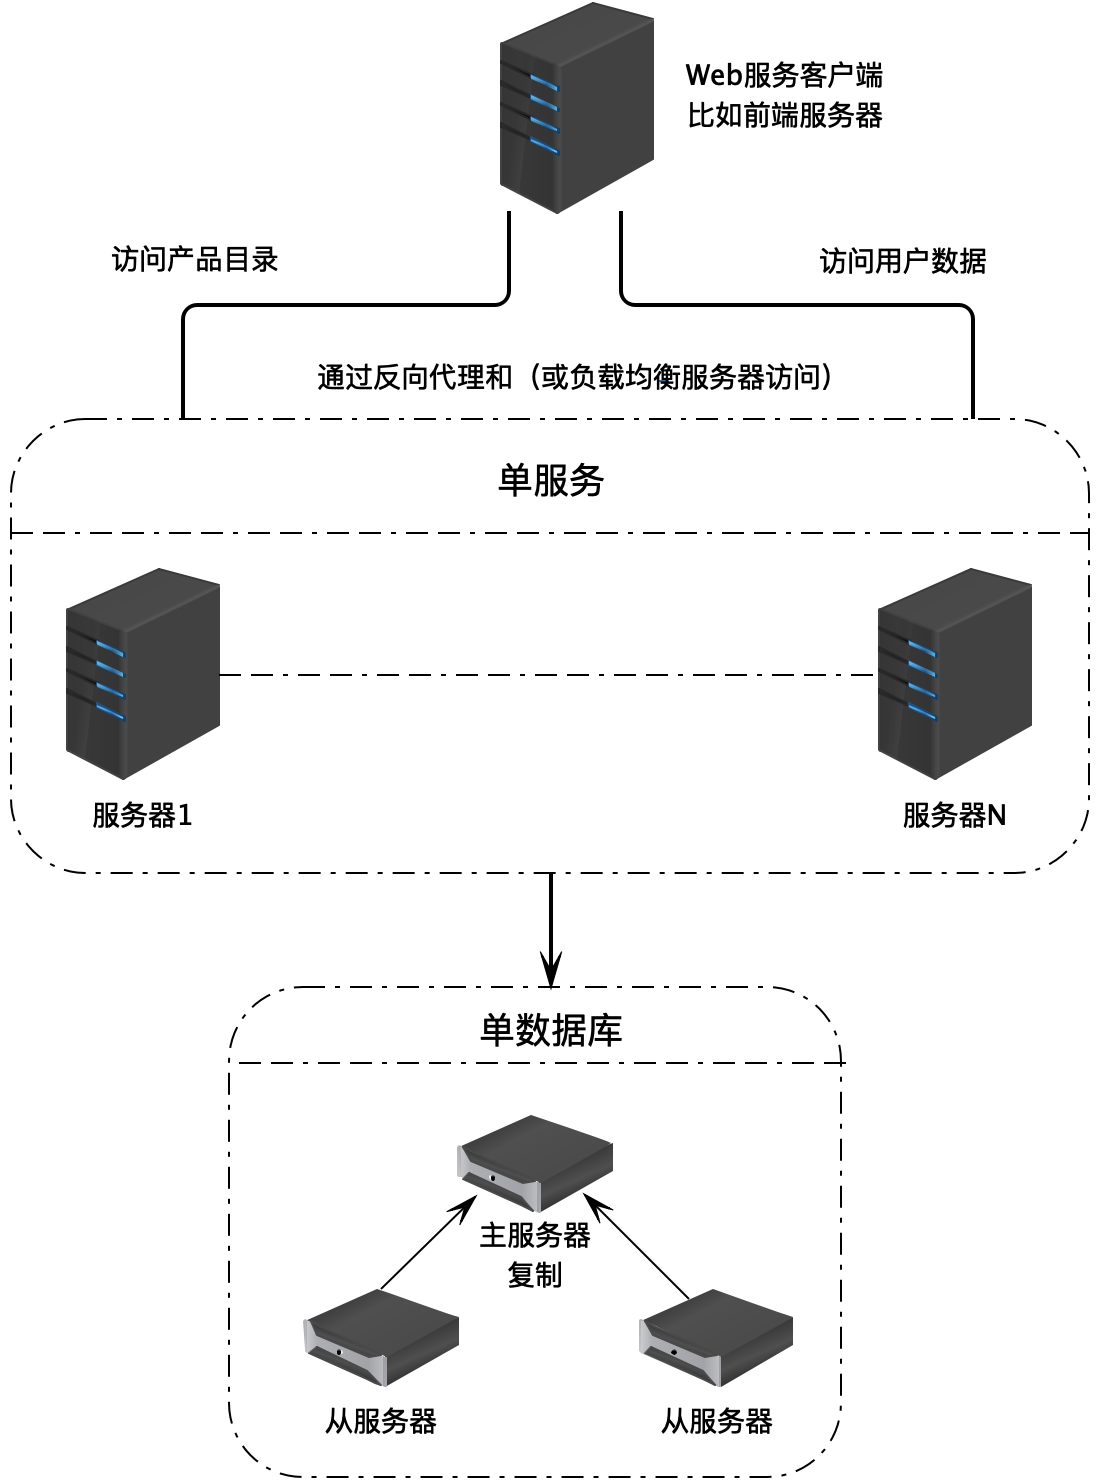 Web服务客户端
比如前端服务器
访问产品目录
访问用户数据
通过反向代理和（或负载均衡服务器访问）
单服务
服务器1
服务器N
单数据库
主服务器
复制
从服务器
从服务器